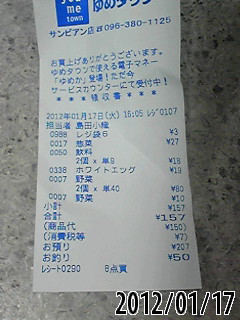 you
me
town
ゆめタウン
サンピアン店☎096-380-1125
お買上げありがとうございます。
ゆめタウンで使える電子マネー
「ゆめか」登場!ただ今
サービスカウンターにて受付中!
***領収書***
2012年01月17日(火) 16:05 レジ0107
担当者 島田小織
0988 レジ袋6 ¥3
0017 惣菜 ¥27
0050 飲料
2個 × 単9 ¥18
0338 ホワイトエッグ ¥19
0007 野菜
2個 × 単40 ¥80
0007 野菜 ¥10
小計 ¥157
合計 ¥157
(商品代 ¥150)
(消費税等 ¥7)
お預り ¥207
お釣り ¥50
レシート0290 8点買
2012/01/17